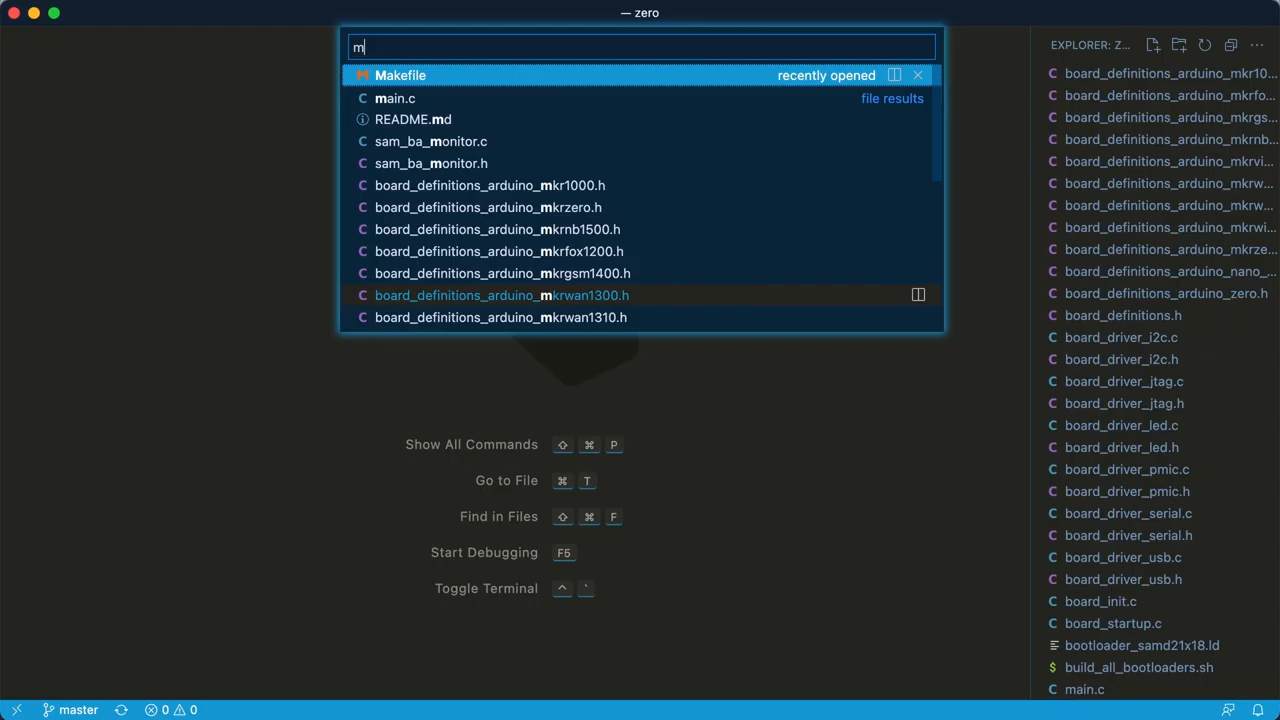 — zero
m
Makefile recently opened
main.c file results
README.md
sam_ba_monitor.c
sam_ba_monitor.h
board_definitions_arduino_mkr1000.h
board_definitions_arduino_mkrzero.h
board_definitions_arduino_mkrnb1500.h
board_definitions_arduino_mkrfox1200.h
board_definitions_arduino_mkrgsm1400.h
board_definitions_arduino_mkrwan1300.h
board_definitions_arduino_mkrwan1310.h
Show All Commands ⇧ ⌘ P
Go to File ⌘ T
Find in Files ⇧ ⌘ F
Start Debugging F5
Toggle Terminal ^ `
EXPLORER: Z...
board_definitions_arduino_mkr10...
board_definitions_arduino_mkrfo...
board_definitions_arduino_mkrgs...
board_definitions_arduino_mkrnb...
board_definitions_arduino_mkrvi...
board_definitions_arduino_mkrw...
board_definitions_arduino_mkrw...
board_definitions_arduino_mkrwi...
board_definitions_arduino_mkrze...
board_definitions_arduino_nano_...
board_definitions_arduino_zero.h
board_definitions.h
board_driver_i2c.c
board_driver_i2c.h
board_driver_jtag.c
board_driver_jtag.h
board_driver_led.c
board_driver_led.h
board_driver_pmic.c
board_driver_pmic.h
board_driver_serial.c
board_driver_serial.h
board_driver_usb.c
board_driver_usb.h
board_init.c
board_startup.c
bootloader_samd21x18.ld
build_all_bootloaders.sh
main.c
master 0 0